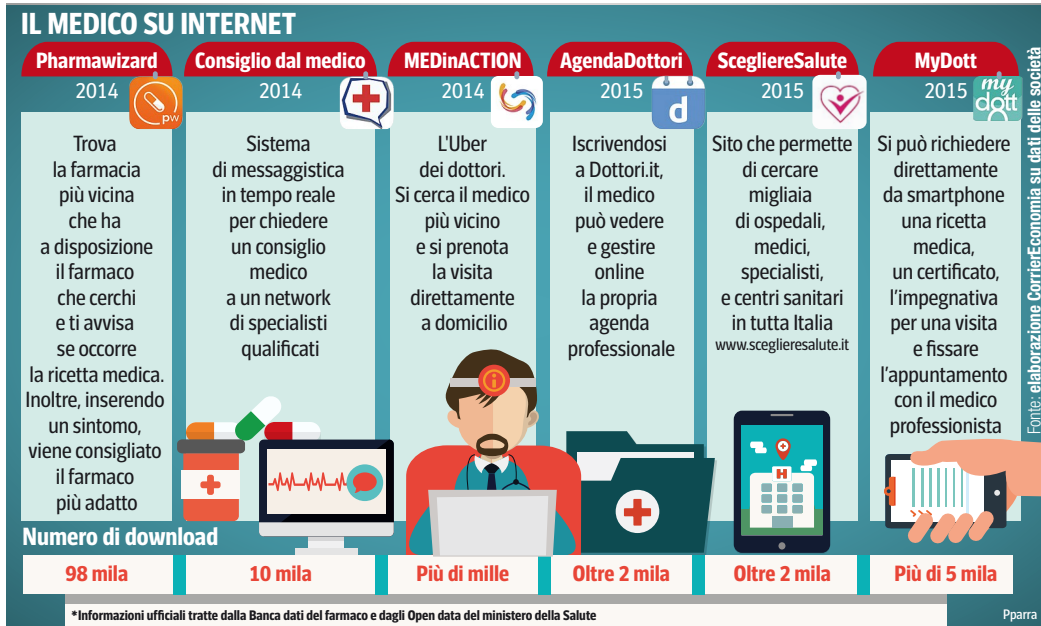 IL MEDICO SU INTERNET
Pharmawizard
2014
pw
Trova
la farmacia
più vicina
che ha
a disposizione
il farmaco
che cerchi
e ti avvisa
se occorre
la ricetta medica.
Inoltre, inserendo
un sintomo,
viene consigliato
il farmaco
più adatto
Consiglio dal medico
2014
Sistema
di messaggistica
in tempo reale
per chiedere
un consiglio
medico
a un network
di specialisti
qualificati
MEDinACTION
2014
L'Uber
dei dottori.
Si cerca il medico
più vicino
e si prenota
la visita
direttamente
a domicilio
AgendaDottori
2015
d
Iscrivendosi
a Dottori.it,
il medico
può vedere
e gestire
online
la propria
agenda
professionale
ScegliereSalute
2015
Sito che permette
di cercare
migliaia
di ospedali,
medici,
specialisti,
e centri sanitari
in tutta Italia
www.scegliereslute.it
MyDott
2015
my
dott
Si può richiedere
direttamente
da smartphone
una ricetta
medica,
un certificato,
l'impegnativa
per una visita
e fissare
l'appuntamento
con il medico
professionista
H
Numero di download
98 mila
10 mila
Più di mille
Oltre 2 mila
Oltre 2 mila
Più di 5 mila
*Informazioni ufficiali tratte dalla Banca dati del farmaco e dagli Open data del ministero della Salute
Pparra
Fonte: elaborazione CorrierEconomia su dati delle società